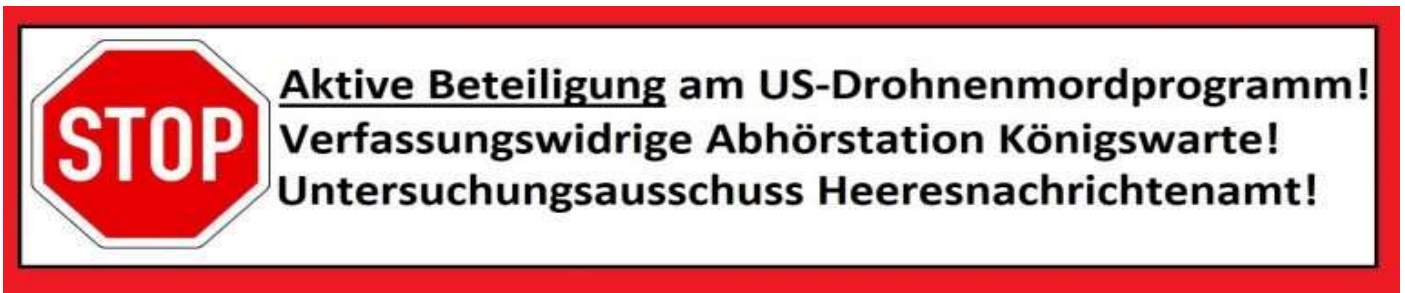 STOP
Aktive Beteiligung am US-Drohnenmordprogramm!
Verfassungswidrige Abhörstation Königswarte!
Untersuchungsausschuss Heeresnachrichtenamt!